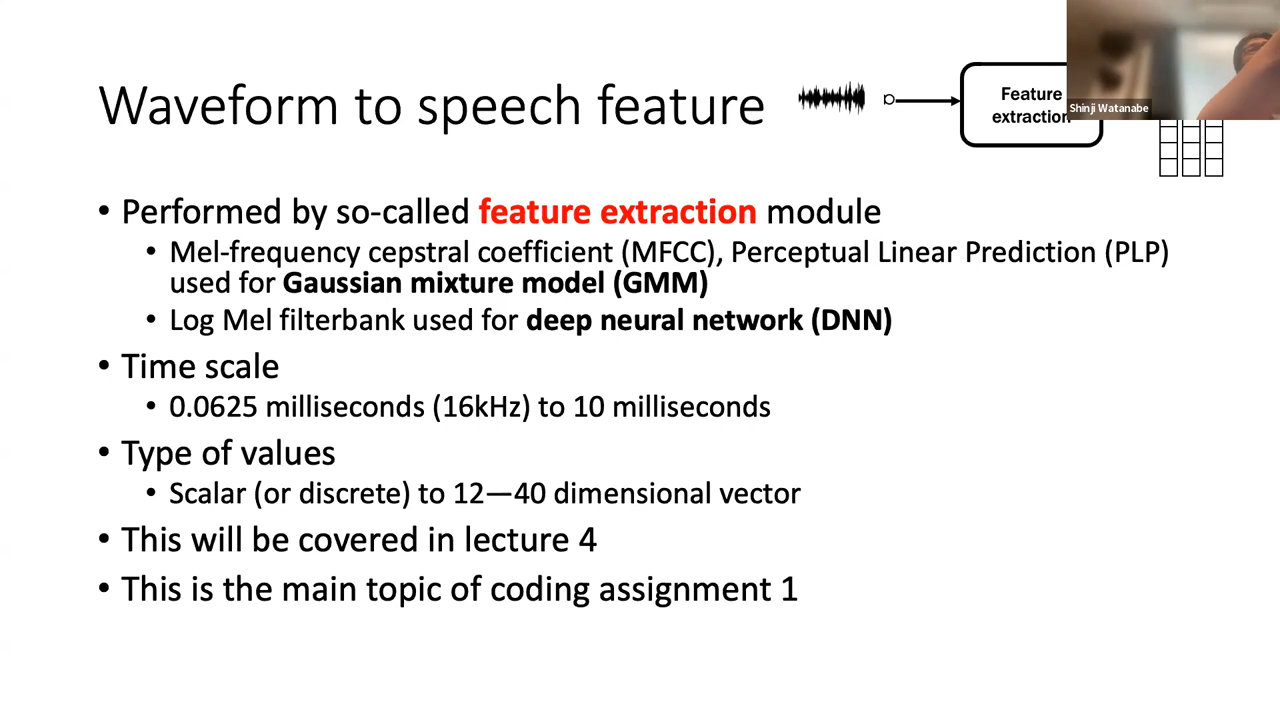 Waveform to speech feature
Feature
extraction
Shinji Watanabe
• Performed by so-called feature extraction module
• Mel-frequency cepstral coefficient (MFCC), Perceptual Linear Prediction (PLP)
used for Gaussian mixture model (GMM)
• Log Mel filterbank used for deep neural network (DNN)
• Time scale
• 0.0625 milliseconds (16kHz) to 10 milliseconds
• Type of values
• Scalar (or discrete) to 12—40 dimensional vector
• This will be covered in lecture 4
• This is the main topic of coding assignment 1